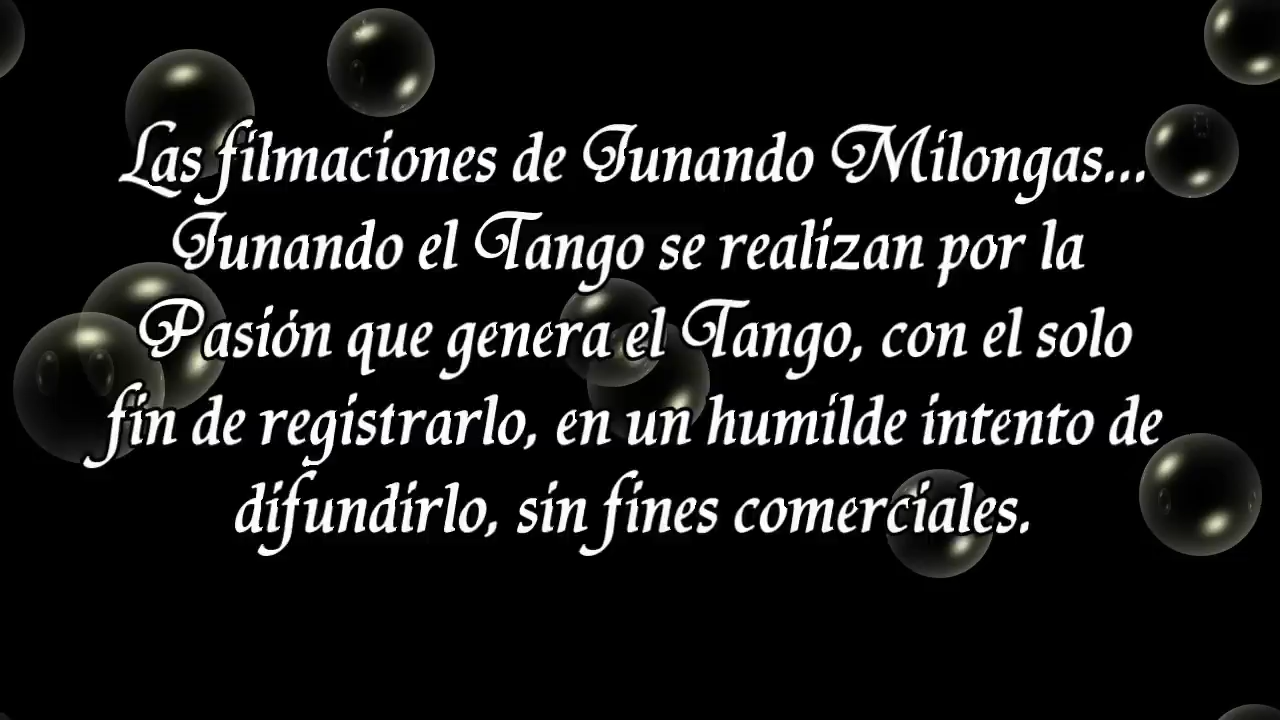 Las filmaciones de Junando Milongas...
Junando el Tango se realizan por la
Pasión que genera el Tango, con el solo
fin de registrarlo, en un humilde intento de
difundirlo, sin fines comerciales.